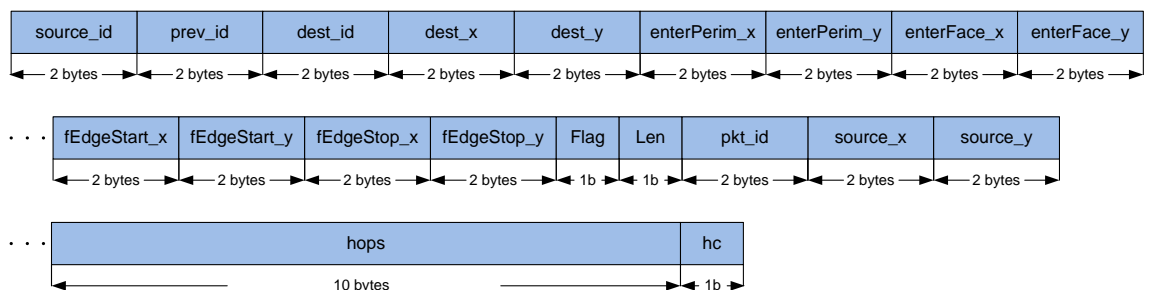 source_id prev_id dest_id dest_x dest_y enterPerim_x enterPerim_y enterFace_x enterFace_y
2 bytes 2 bytes 2 bytes 2 bytes 2 bytes 2 bytes 2 bytes 2 bytes 2 bytes
. . . fEdgeStart_x fEdgeStart_y fEdgeStop_x fEdgeStop_y Flag Len pkt_id source_x source_y
2 bytes 2 bytes 2 bytes 2 bytes 1b 1b 2 bytes 2 bytes 2 bytes
. . . hops hc
10 bytes 1b